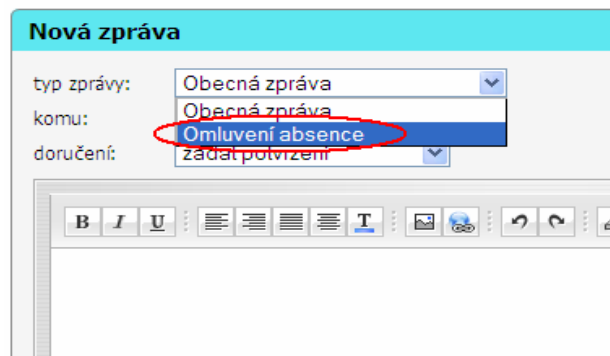 Nová zpráva
typ zprávy: Obecná zpráva
Obecná zpráva
komu:
Omluvení absence
doručení: žádat potvrzení
B I U T